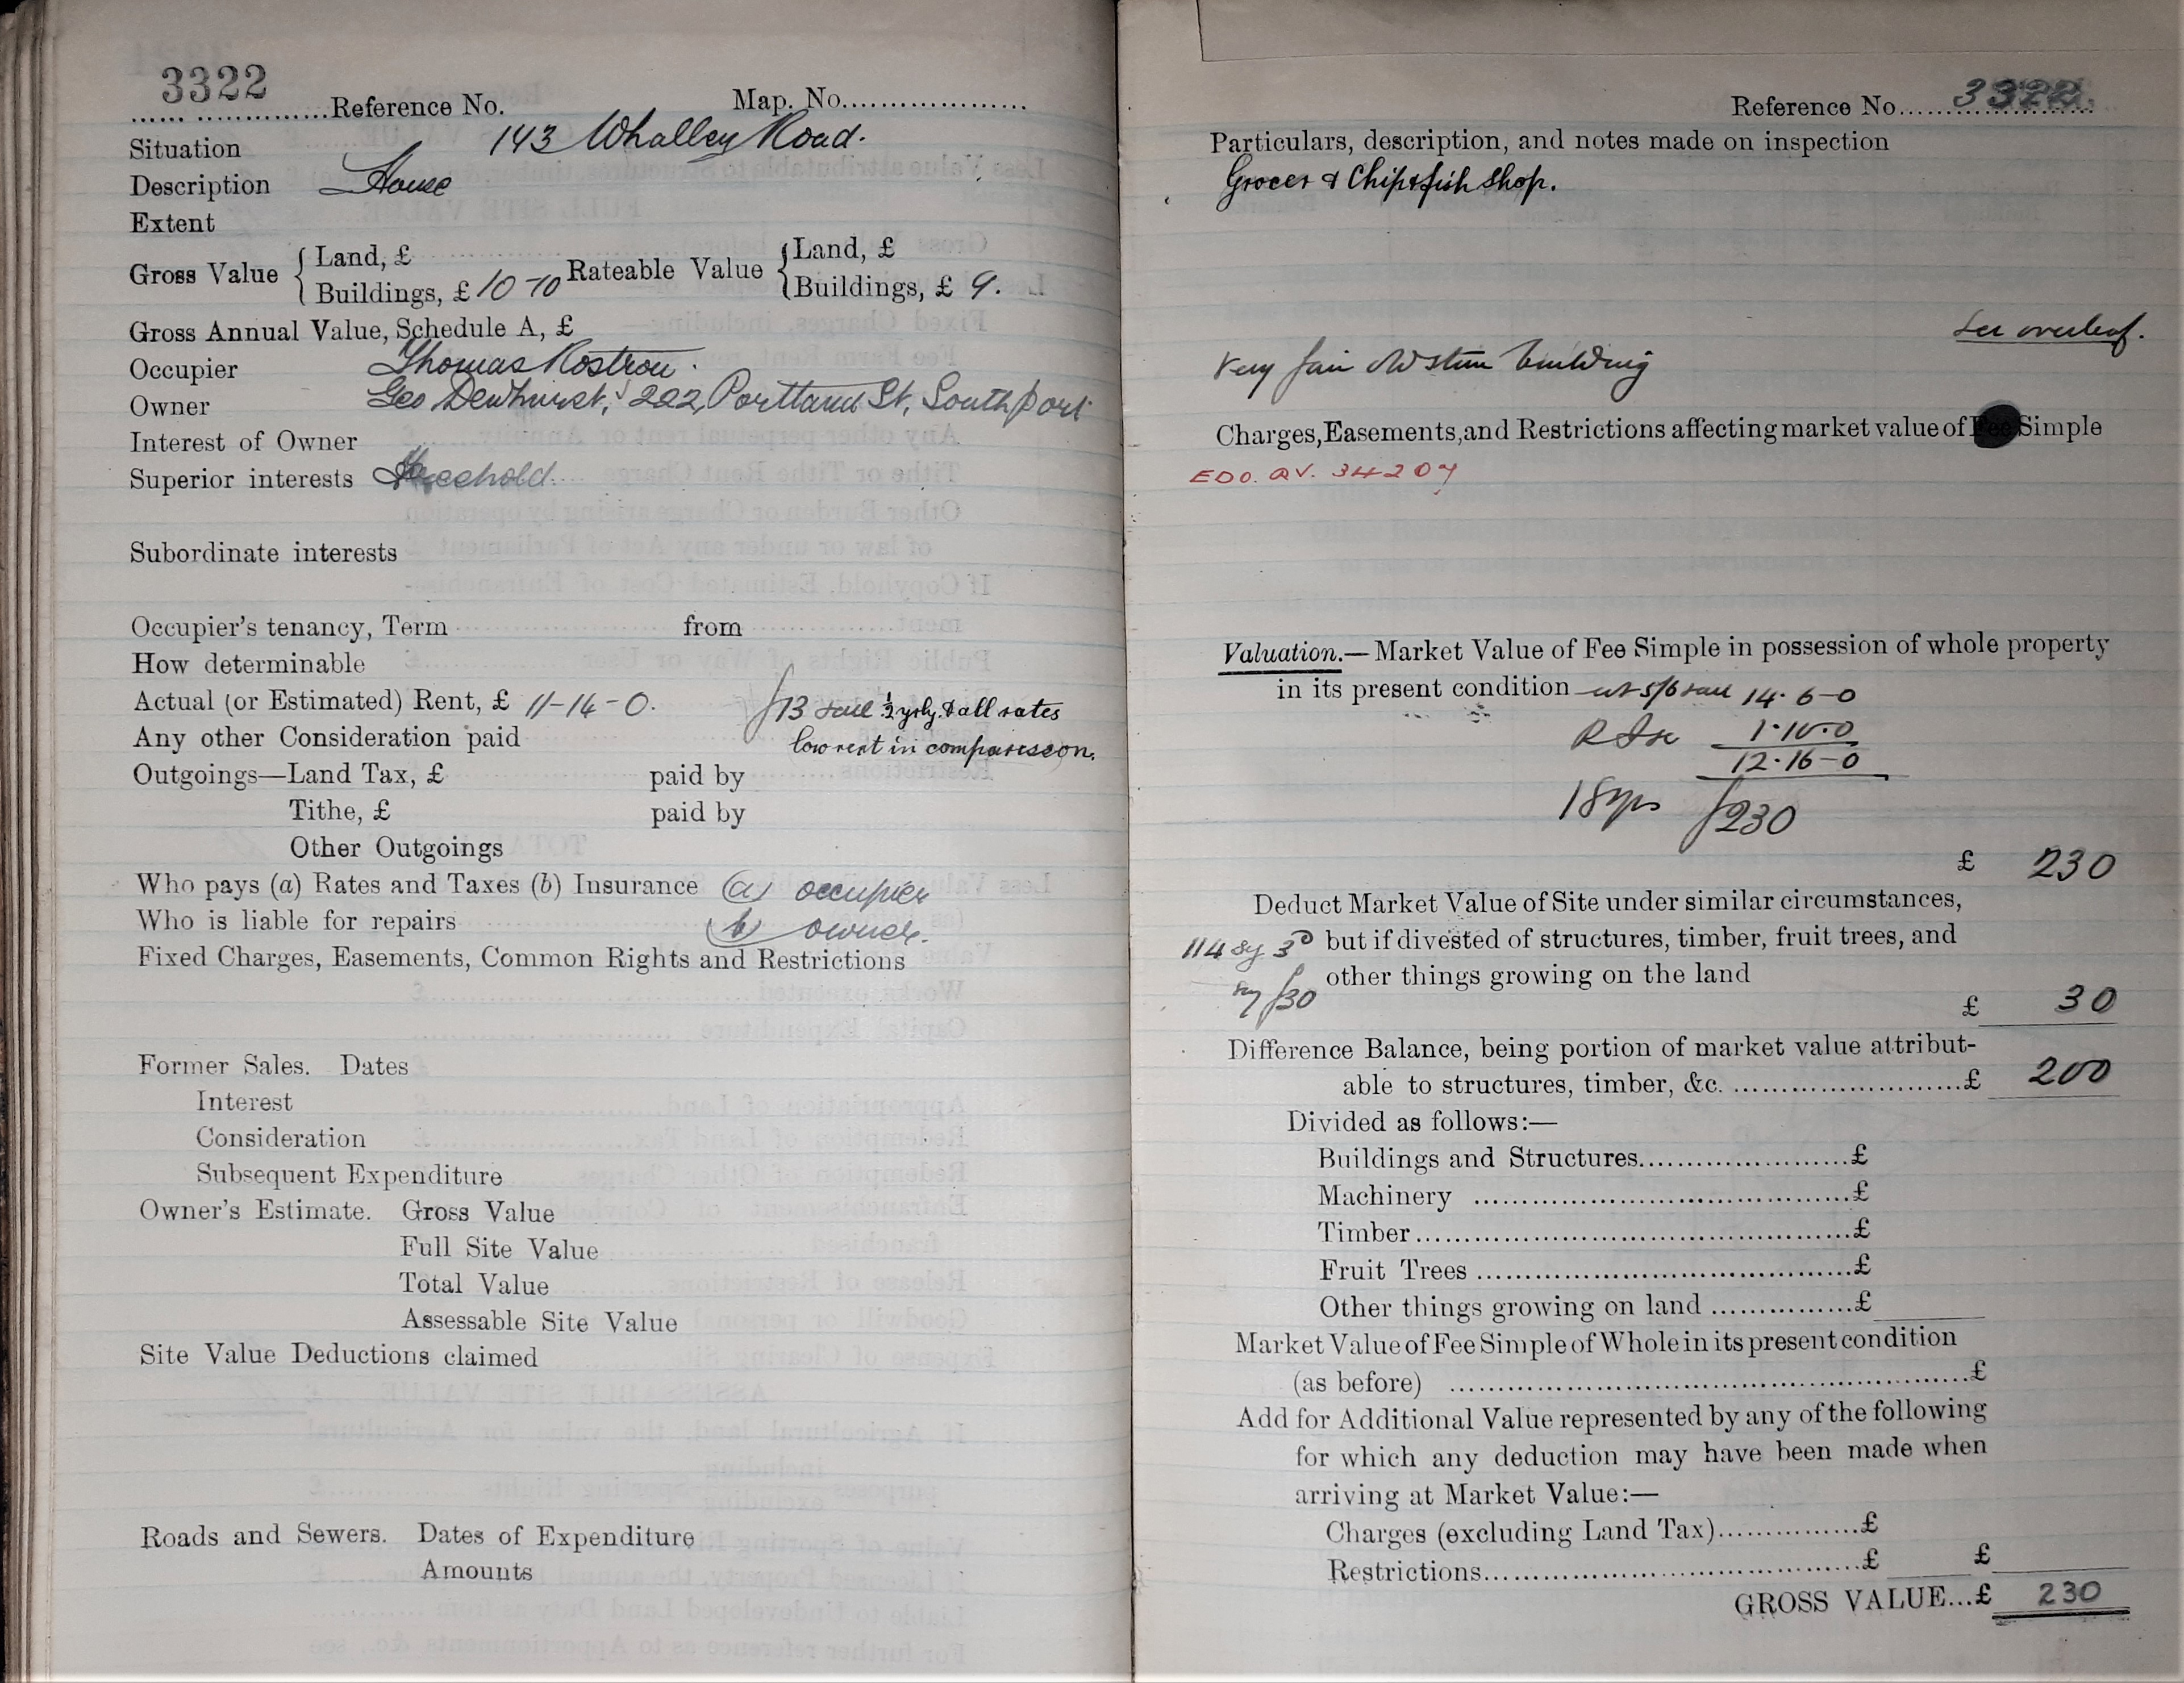 3322
Reference No. Map. No.
Situation 143 Whalley Road.
Description House
Extent
Gross Value { Land, £
Buildings, £ 10-10 Rateable Value { Land, £
Buildings, £ 9.
Gross Annual Value, Schedule A, £
Occupier Thomas Rostron.
Owner Geo Dewhurst, 222, Portland St, Southport
Interest of Owner
Superior interests Freehold.
Subordinate interests
Occupier's tenancy, Term from
How determinable
Actual (or Estimated) Rent, £ 11-14-0. £13 ½ yrly. & all rates
Any other Consideration paid low rent in comparison.
Outgoings—Land Tax, £ paid by
Tithe, £ paid by
Other Outgoings
Who pays (a) Rates and Taxes (b) Insurance (a) occupier
Who is liable for repairs (b) owner.
Fixed Charges, Easements, Common Rights and Restrictions
Former Sales. Dates
Interest
Consideration
Subsequent Expenditure
Owner's Estimate. Gross Value
Full Site Value
Total Value
Assessable Site Value
Site Value Deductions claimed
Roads and Sewers. Dates of Expenditure
Amounts
Reference No. 3322.
Particulars, description, and notes made on inspection
Grocer & Chip & fish shop.
See overleaf.
Very fair old stone building
Charges, Easements, and Restrictions affecting market value of Fee Simple
EDO. QV. 34207
Valuation.— Market Value of Fee Simple in possession of whole property
in its present condition at 5/6 14.6-0
1.10.0
12.16-0
18 yrs £230
£ 230
Deduct Market Value of Site under similar circumstances,
114 sy 3D but if divested of structures, timber, fruit trees, and
other things growing on the land
say £30
£ 30
Difference Balance, being portion of market value attribut-
able to structures, timber, &c. £ 200
Divided as follows:—
Buildings and Structures £
Machinery £
Timber £
Fruit Trees £
Other things growing on land £
Market Value of Fee Simple of Whole in its present condition
(as before) £
Add for Additional Value represented by any of the following
for which any deduction may have been made when
arriving at Market Value:—
Charges (excluding Land Tax) £
Restrictions £ £
GROSS VALUE...£ 230